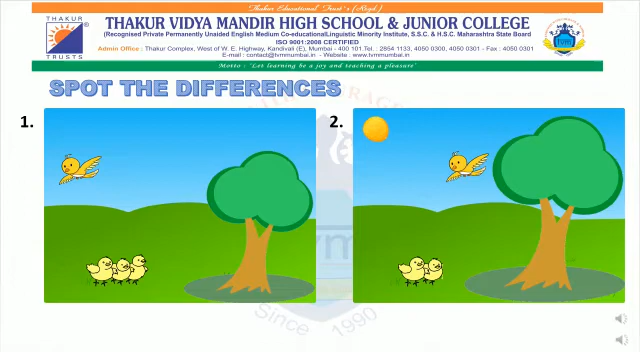 Thakur Educational Trust's (Regd.)
THAKUR VIDYA MANDIR HIGH SCHOOL & JUNIOR COLLEGE
(Recognised Private Permanently Unaided English Medium Co-educationalLinguistic Minority Institute, S.S.C. & H.S.C. Maharashtra State Board
ISO 9001:2008 CERTIFIED
Admin Office : Thakur Complex, West of W. E. Highway, Kandivali (E), Mumbai - 400 101.Tel. : 2854 1133, 4050 0300, 4050 0301 - Fax : 4050 0301
E-mail : contact@tvmmumbai.in - Website : www.tvmmumbai.in
Motto : "Let learning be a joy and teaching a pleasure"
THAKUR
®
TRUSTS
tvm
SPOT THE DIFFERENCES
1.
2.
Since 1990